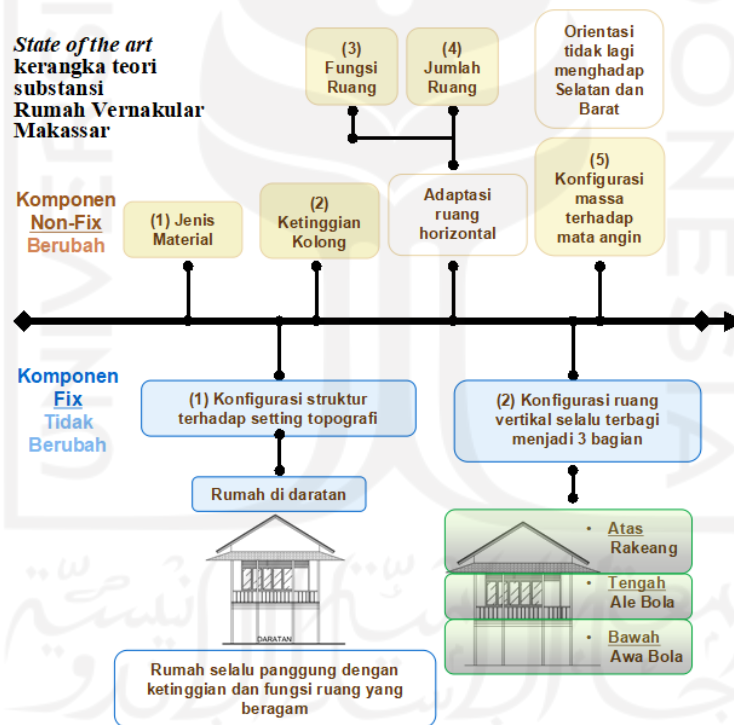 State of the art
kerangka teori
substansi
Rumah Vernakular
Makassar
(3)
Fungsi
Ruang
(4)
Jumlah
Ruang
Orientasi
tidak lagi
menghadap
Selatan dan
Barat
Komponen
Non-Fix
Berubah
(1) Jenis
Material
(2)
Ketinggian
Kolong
Adaptasi
ruang
horizontal
(5)
Konfigurasi
massa
terhadap
mata angin
Komponen
Fix
Tidak
Berubah
(1) Konfigurasi struktur
terhadap setting topografi
(2) Konfigurasi ruang
vertikal selalu terbagi
menjadi 3 bagian
Rumah di daratan
DARATAN
Rumah selalu panggung dengan
ketinggian dan fungsi ruang yang
beragam
• Atas
Rakeang
• Tengah
Ale Bola
• Bawah
Awa Bola